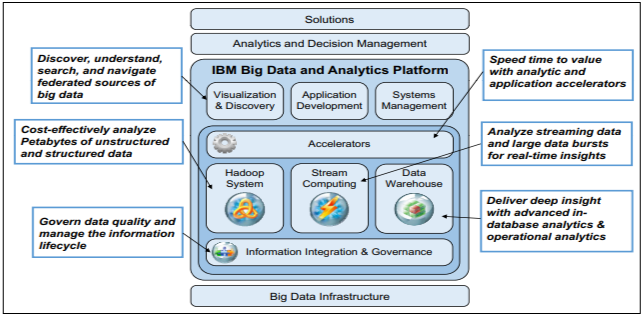 Solutions
Analytics and Decision Management
IBM Big Data and Analytics Platform
Discover, understand,
search, and navigate
federated sources of
big data
Speed time to value
with analytic and
application accelerators
Visualization
& Discovery
Application
Development
Systems
Management
Cost-effectively analyze
Petabytes of unstructured
and structured data
Accelerators
Analyze streaming data
and large data bursts
for real-time insights
Hadoop
System
Stream
Computing
Data
Warehouse
Govern data quality and
manage the information
lifecycle
Deliver deep insight
with advanced in-
database analytics &
operational analytics
Information Integration & Governance
Big Data Infrastructure